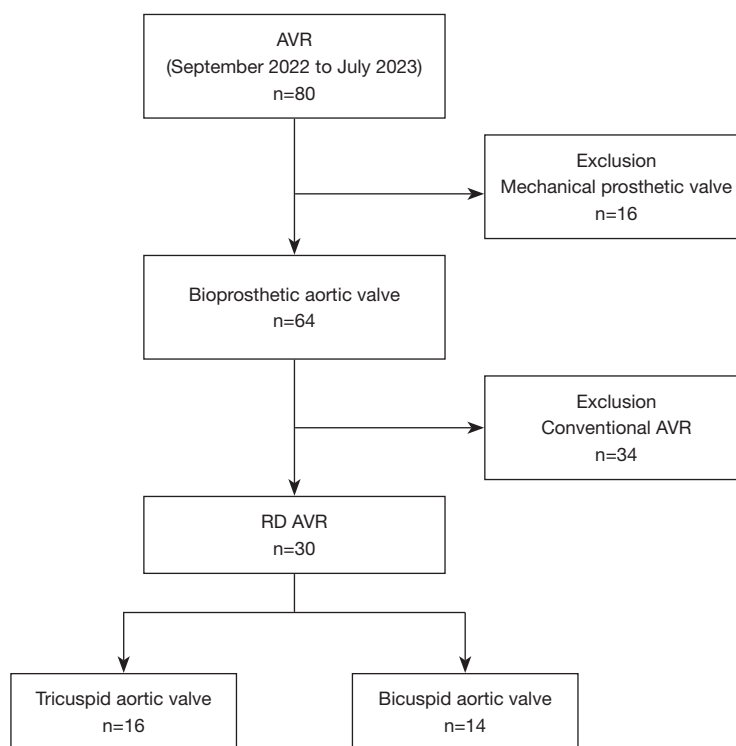 AVR
(September 2022 to July 2023)
n=80
Exclusion
Mechanical prosthetic valve
n=16
Bioprosthetic aortic valve
n=64
Exclusion
Conventional AVR
n=34
RD AVR
n=30
Tricuspid aortic valve
n=16
Bicuspid aortic valve
n=14